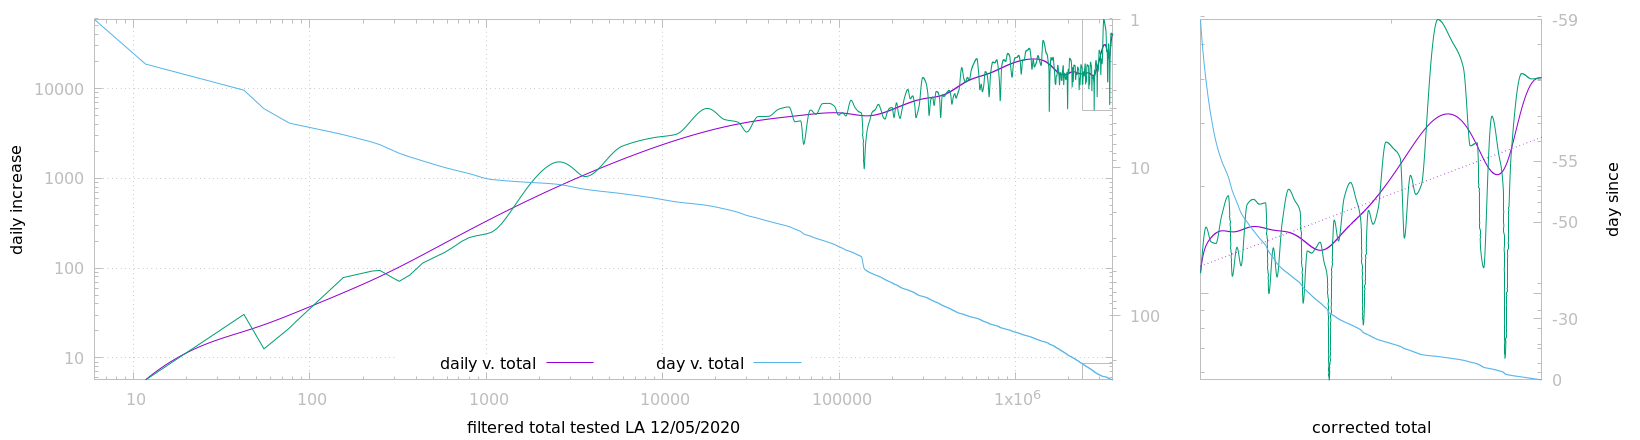 daily increase
10000
1000
100
10
10
100
1000
10000
100000
1x10^6
1
10
100
daily v. total
day v. total
filtered total tested LA 12/05/2020
-59
-55
-50
-30
0
day since
corrected total